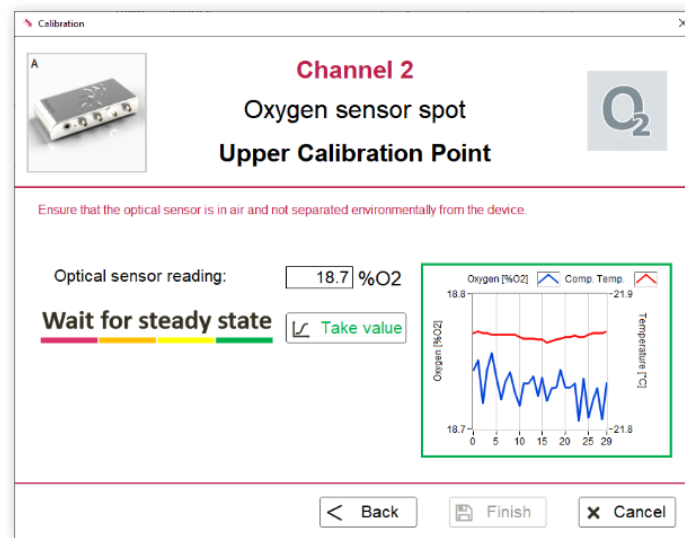 Calibration
A
Channel 2
Oxygen sensor spot
Upper Calibration Point
O2
Ensure that the optical sensor is in air and not separated environmentally from the device.
Optical sensor reading: 18.7 %O2
Wait for steady state
Take value
Oxygen [%O2] Comp. Temp.
18.8 21.9
Oxygen [%O2]
Temperature [°C]
18.7 21.8
0 5 10 15 20 25 29
< Back
Finish
Cancel